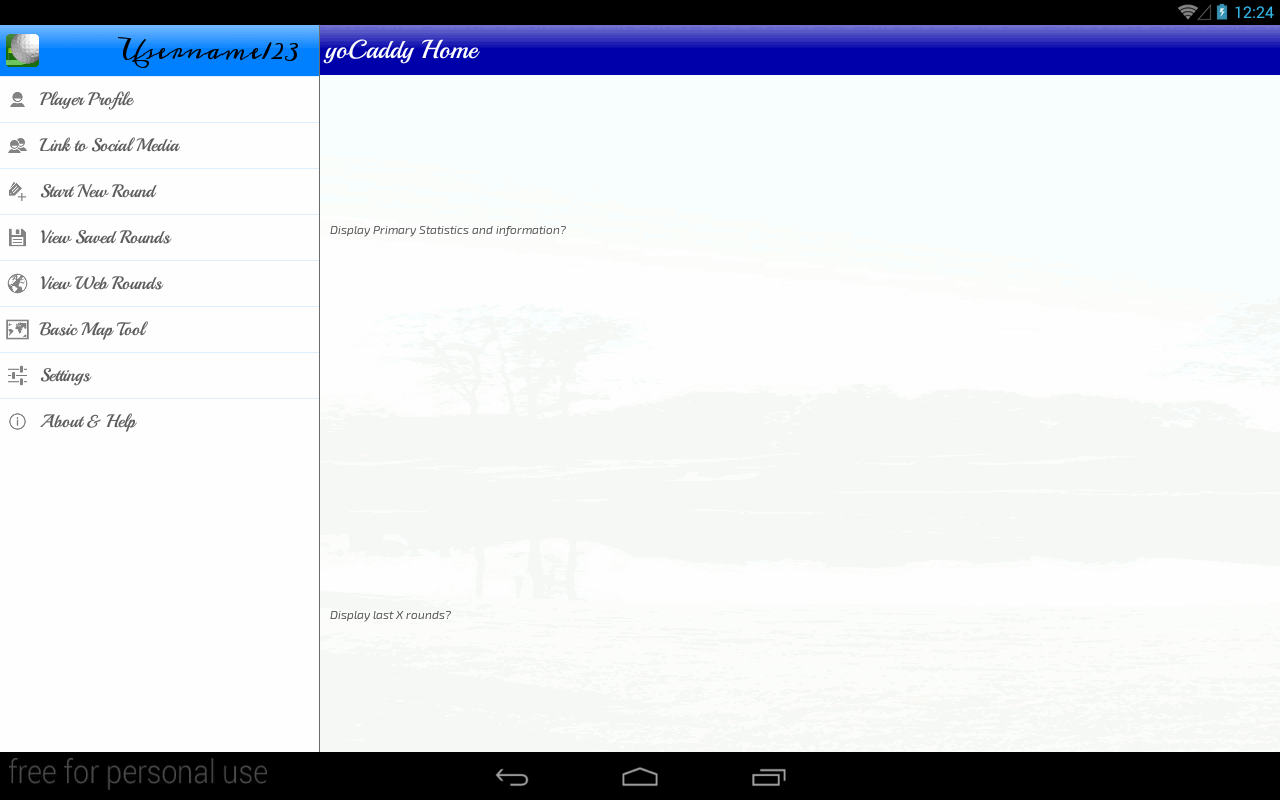 12:24
Username123
yoCaddy Home
Player Profile
Link to Social Media
Start New Round
View Saved Rounds
View Web Rounds
Basic Map Tool
Settings
About & Help
Display Primary Statistics and information?
Display last X rounds?
free for personal use